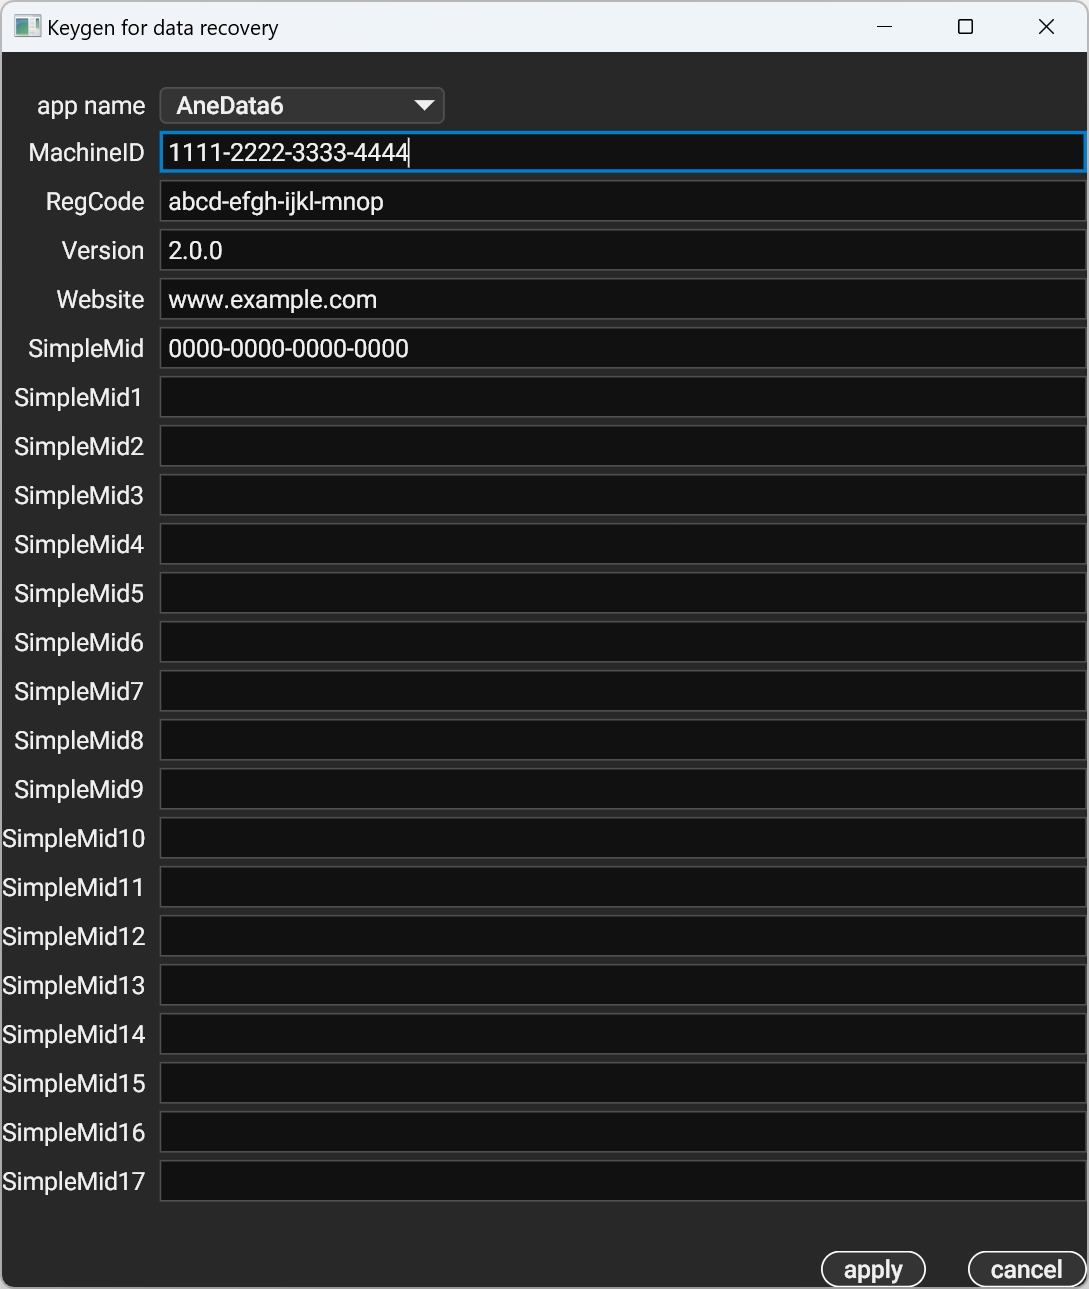 Keygen for data recovery
app name AneData6
MachineID 1111-2222-3333-4444
RegCode abcd-efgh-ijkl-mnop
Version 2.0.0
Website www.example.com
SimpleMid 0000-0000-0000-0000
SimpleMid1
SimpleMid2
SimpleMid3
SimpleMid4
SimpleMid5
SimpleMid6
SimpleMid7
SimpleMid8
SimpleMid9
SimpleMid10
SimpleMid11
SimpleMid12
SimpleMid13
SimpleMid14
SimpleMid15
SimpleMid16
SimpleMid17
apply cancel